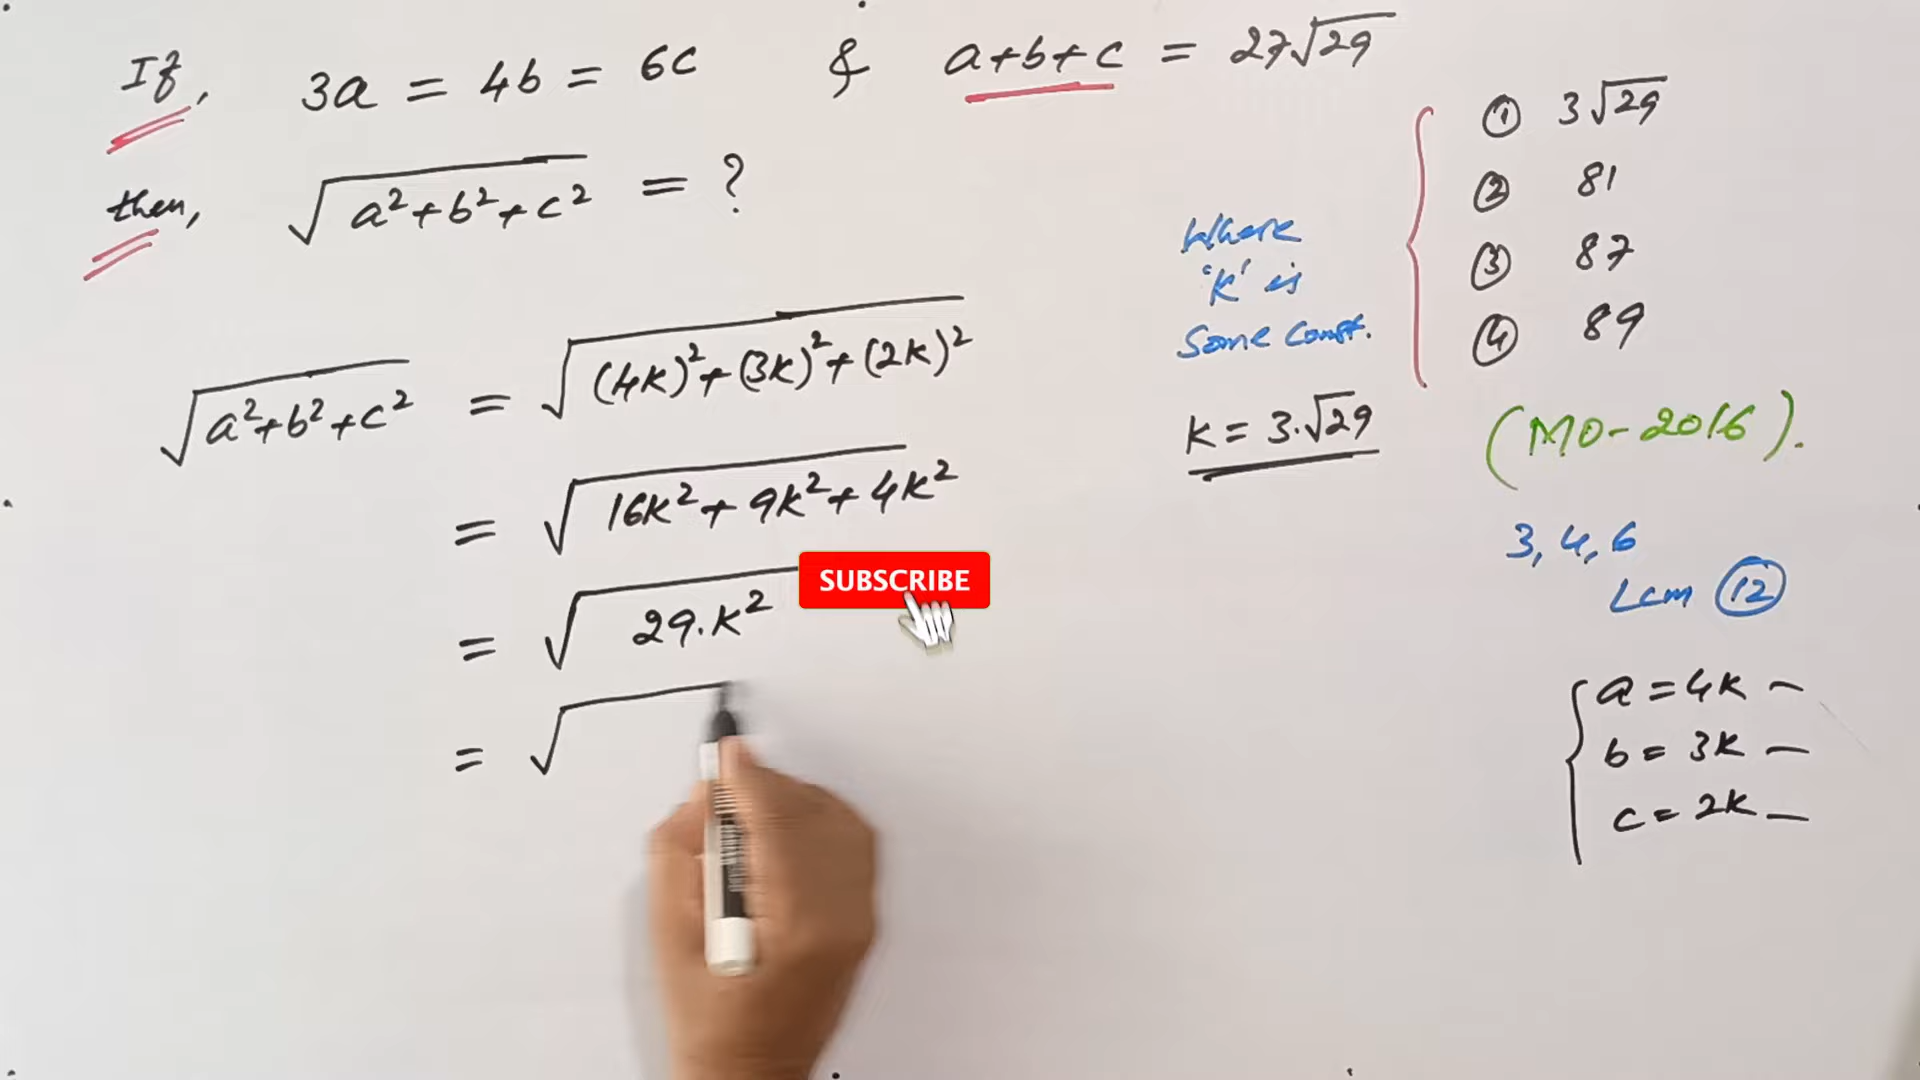 If, 3a = 4b = 6c & a+b+c = 27√29
then, √a²+b²+c² = ?
① 3√29
② 81
③ 87
④ 89
(MO-2016).
Where
'K' is
Some Const.
K = 3.√29
3, 4, 6
Lcm ⑫
a = 4K
b = 3K
c = 2K
√a²+b²+c² = √(4K)²+(3K)²+(2K)²
= √16K²+9K²+4K²
= √29.K²
= √
SUBSCRIBE